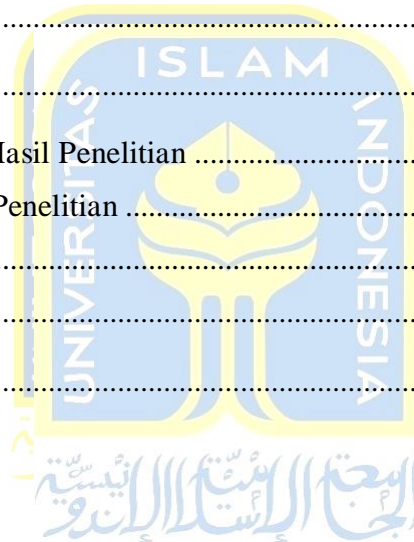 ................................................
ISLAM
................................................
Hasil Penelitian ........................
Penelitian ................................
................................................
................................................
................................................
UNIVERSITAS
INDONESIA